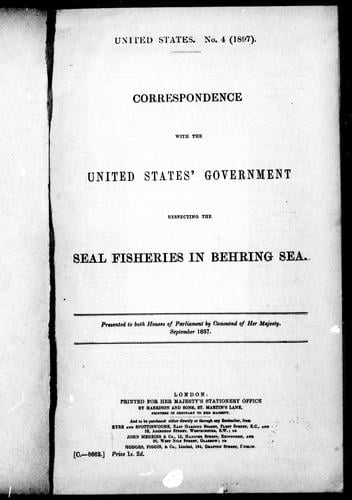 UNITED STATES. No. 4 (1897).
CORRESPONDENCE
WITH THE
UNITED STATES' GOVERNMENT
RESPECTING THE
SEAL FISHERIES IN BEHRING SEA.
Presented to both Houses of Parliament by Command of Her Majesty.
September 1897.
LONDON:
PRINTED FOR HER MAJESTY'S STATIONERY OFFICE
BY HARRISON AND SONS, ST. MARTIN'S LANE,
PRINTERS IN ORDINARY TO HER MAJESTY.
And to be purchased either directly or through any Bookseller, from
EYRE AND SPOTTISWOODE, EAST HARDING STREET, FLEET STREET, E.C., AND
32, ABINGDON STREET, WESTMINSTER, S.W.; OR
JOHN MENZIES & Co., 12, HANOVER STREET, EDINBURGH, AND
90, WEST NILE STREET, GLASGOW; OR
HODGES, FIGGIS, & Co., Limited, 104, GRAFTON STREET, DUBLIN.
[C.—8662.] Price 1s. 2d.